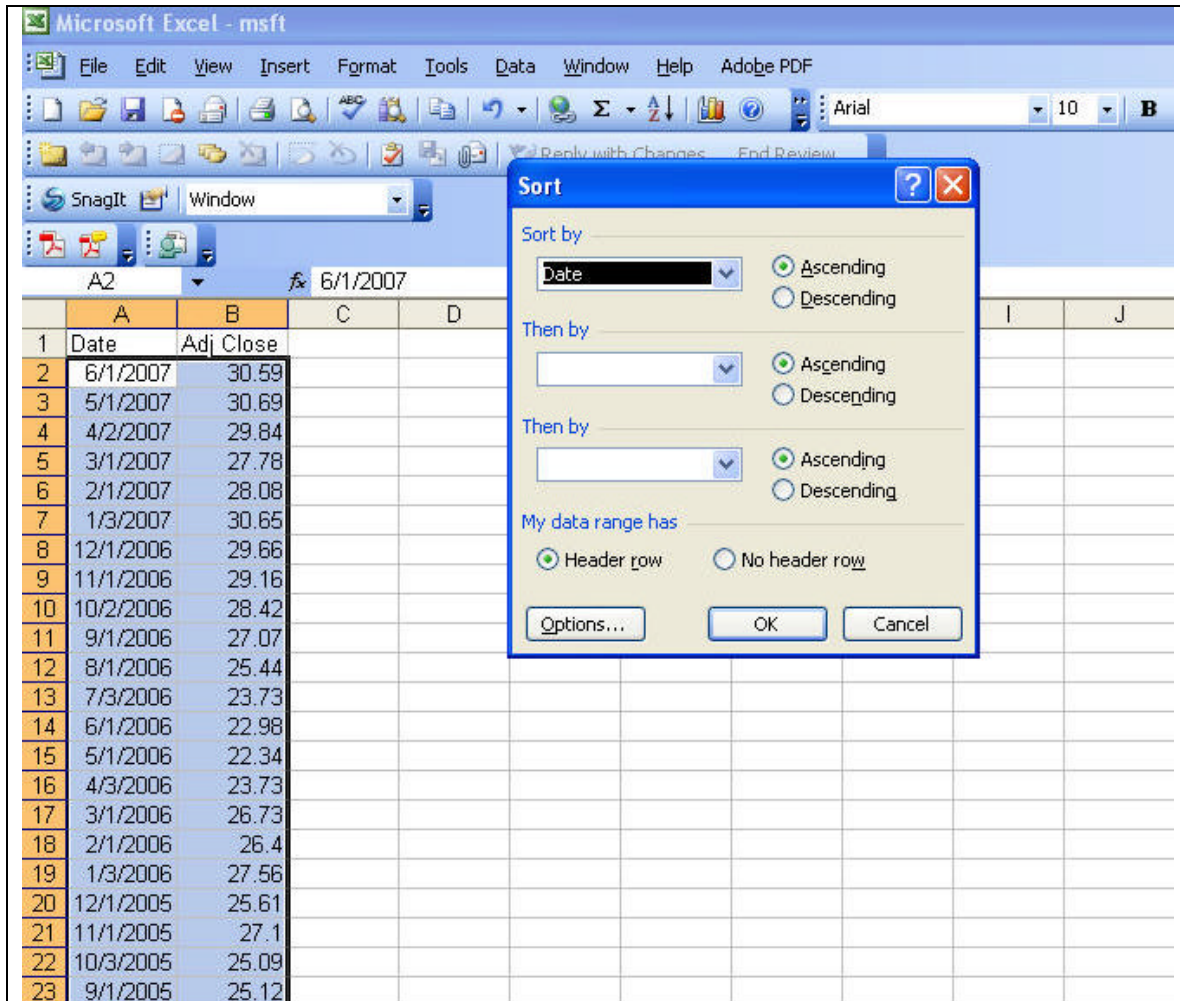 Microsoft Excel - msft
File Edit View Insert Format Tools Data Window Help Adobe PDF
ABC Σ A Z Arial 10 B
Reply with Changes... End Review...
SnagIt Window
A2 fx 6/1/2007
A B C D I J
1 Date Adj Close
2 6/1/2007 30.59
3 5/1/2007 30.69
4 4/2/2007 29.84
5 3/1/2007 27.78
6 2/1/2007 28.08
7 1/3/2007 30.65
8 12/1/2006 29.66
9 11/1/2006 29.16
10 10/2/2006 28.42
11 9/1/2006 27.07
12 8/1/2006 25.44
13 7/3/2006 23.73
14 6/1/2006 22.98
15 5/1/2006 22.34
16 4/3/2006 23.73
17 3/1/2006 26.73
18 2/1/2006 26.4
19 1/3/2006 27.56
20 12/1/2005 25.61
21 11/1/2005 27.1
22 10/3/2005 25.09
23 9/1/2005 25.12
Sort ?
Sort by
Date Ascending
Descending
Then by
Ascending
Descending
Then by
Ascending
Descending
My data range has
Header row No header row
Options... OK Cancel